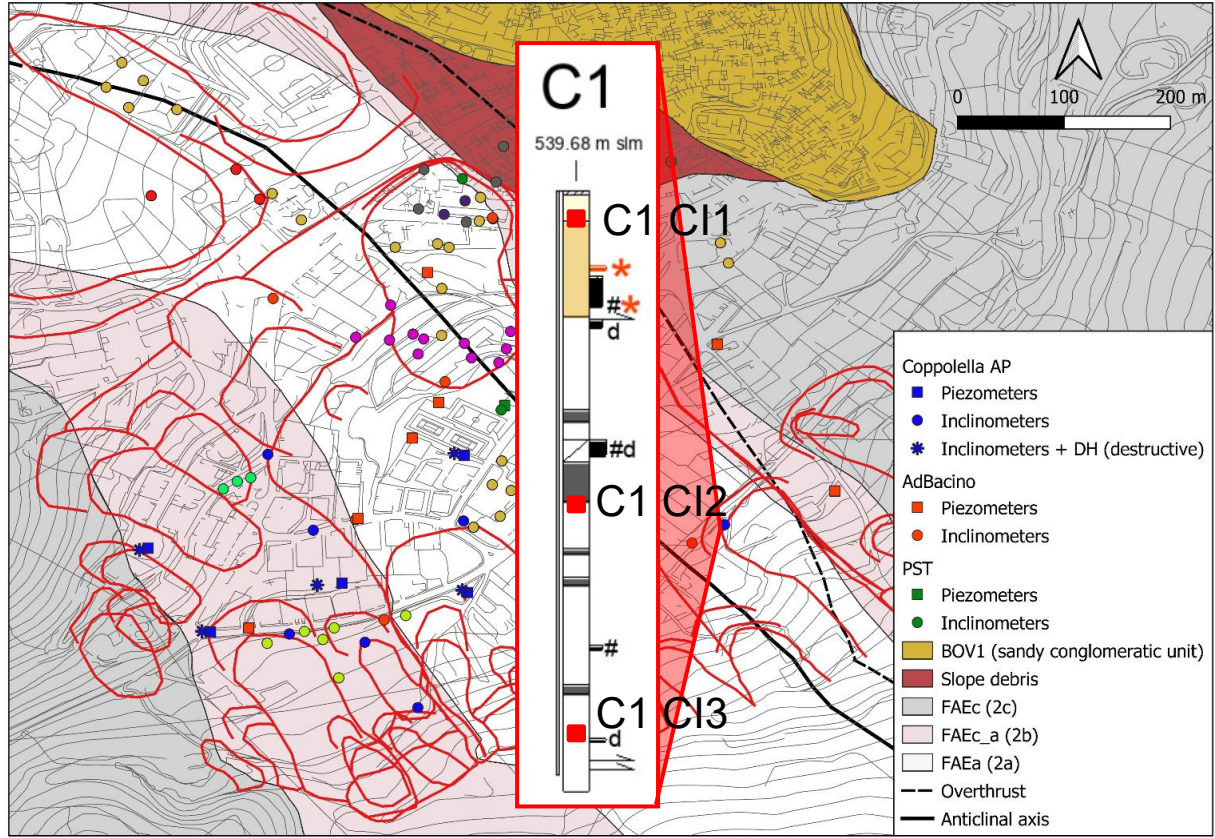 C1
539.68 m slm
C1 CI1
*
#*
d
#d
C1 CI2
#
C1 CI3
d
0 100 200 m
Coppolella AP
Piezometers
Inclinometers
Inclinometers + DH (destructive)
AdBacino
Piezometers
Inclinometers
PST
Piezometers
Inclinometers
BOV1 (sandy conglomeratic unit)
Slope debris
FAEc (2c)
FAEc_a (2b)
FAEa (2a)
Overthrust
Anticlinal axis